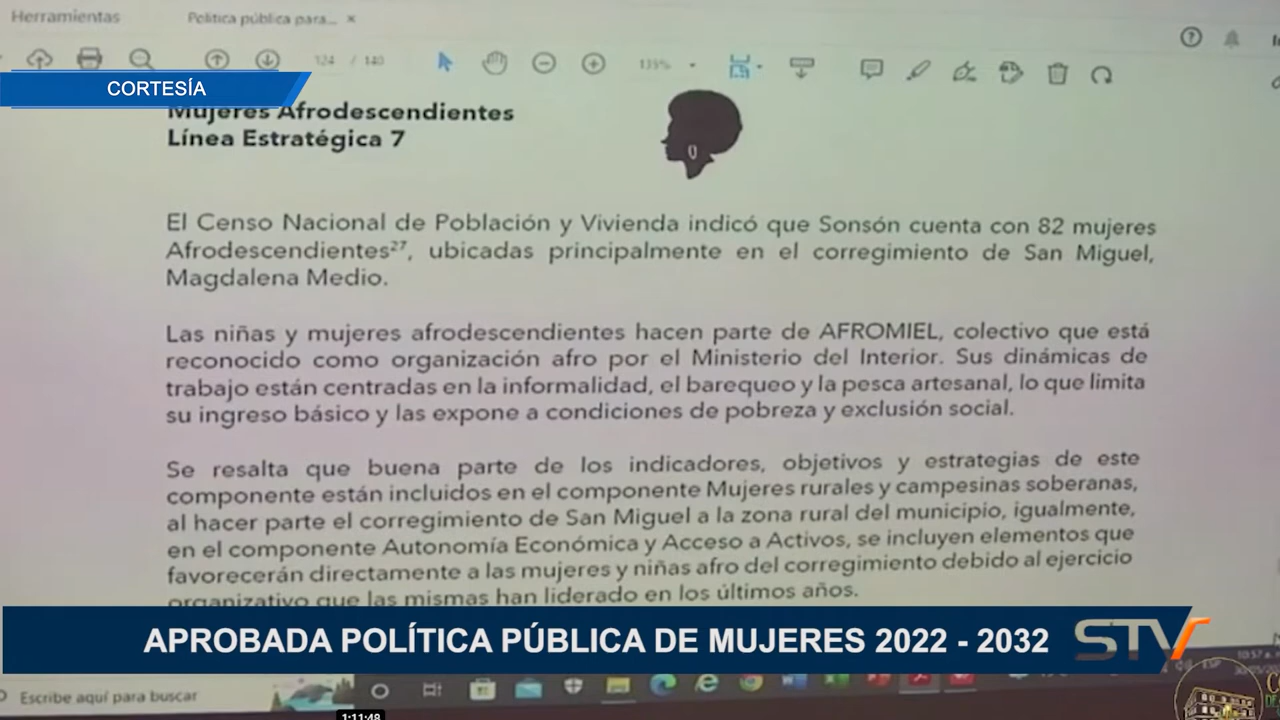 Herramientas
Política pública para...
124 / 140
135%
CORTESÍA
Mujeres Afrodescendientes
Línea Estratégica 7
El Censo Nacional de Población y Vivienda indicó que Sonsón cuenta con 82 mujeres
Afrodescendientes²⁷, ubicadas principalmente en el corregimiento de San Miguel,
Magdalena Medio.
Las niñas y mujeres afrodescendientes hacen parte de AFROMIEL, colectivo que está
reconocido como organización afro por el Ministerio del Interior. Sus dinámicas de
trabajo están centradas en la informalidad, el barequeo y la pesca artesanal, lo que limita
su ingreso básico y las expone a condiciones de pobreza y exclusión social.
Se resalta que buena parte de los indicadores, objetivos y estrategias de este
componente están incluidos en el componente Mujeres rurales y campesinas soberanas,
al hacer parte el corregimiento de San Miguel a la zona rural del municipio, igualmente,
en el componente Autonomía Económica y Acceso a Activos, se incluyen elementos que
favorecerán directamente a las mujeres y niñas afro del corregimiento debido al ejercicio
organizativo que las mismas han liderado en los últimos años.
APROBADA POLÍTICA PÚBLICA DE MUJERES 2022 - 2032
STV
Escribe aquí para buscar
1:11:48